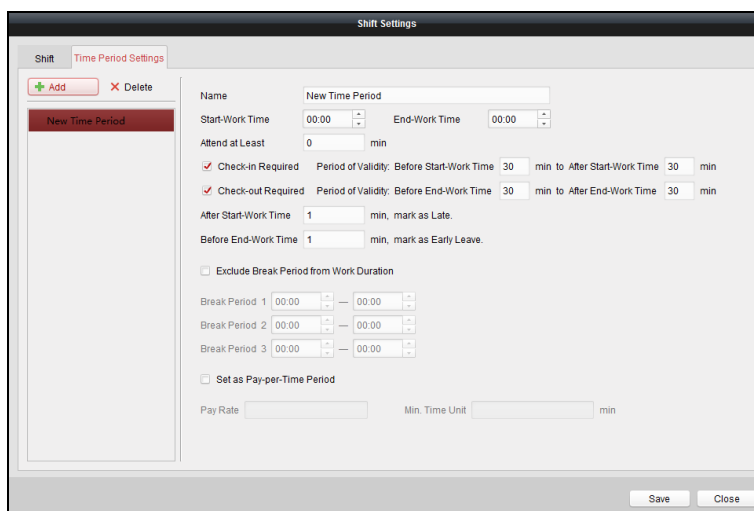 Shift Settings
Shift Time Period Settings
Add Delete
New Time Period
Name New Time Period
Start-Work Time 00:00 End-Work Time 00:00
Attend at Least 0 min
Check-in Required Period of Validity: Before Start-Work Time 30 min to After Start-Work Time 30 min
Check-out Required Period of Validity: Before End-Work Time 30 min to After End-Work Time 30 min
After Start-Work Time 1 min, mark as Late.
Before End-Work Time 1 min, mark as Early Leave.
Exclude Break Period from Work Duration
Break Period 1 00:00 — 00:00
Break Period 2 00:00 — 00:00
Break Period 3 00:00 — 00:00
Set as Pay-per-Time Period
Pay Rate Min. Time Unit min
Save Close